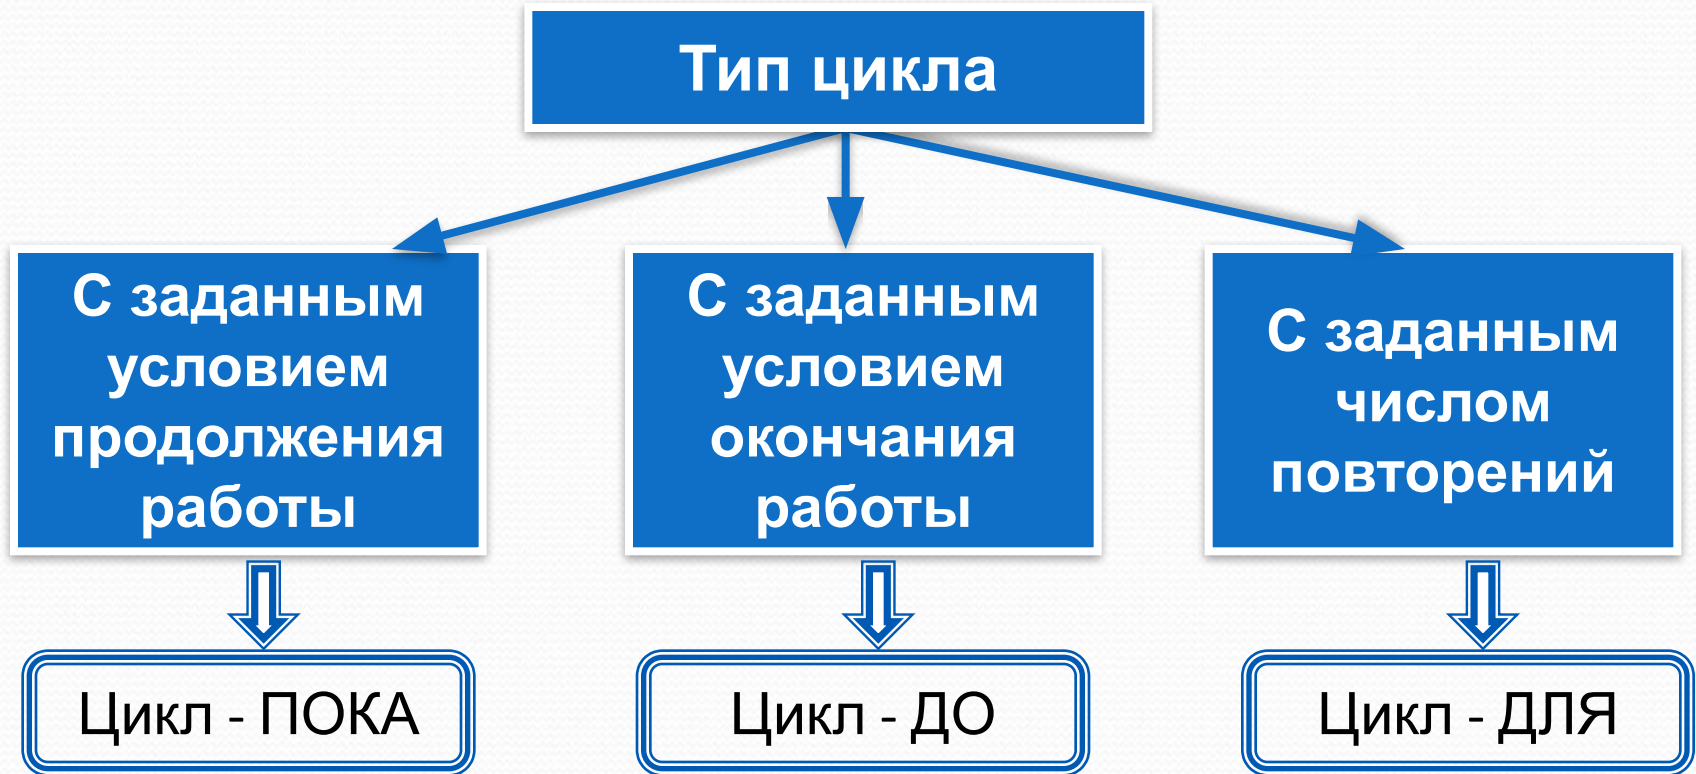 Тип цикла
С заданным
условием
продолжения
работы
С заданным
условием
окончания
работы
С заданным
числом
повторений
Цикл - ПОКА
Цикл - ДО
Цикл - ДЛЯ